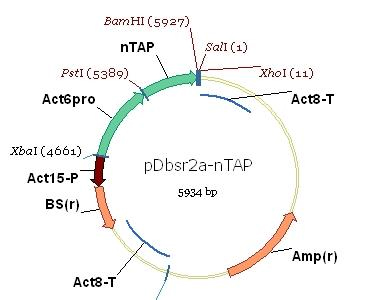 BamHI (5927)
nTAP
SalI (1)
PstI (5389)
XhoI (11)
Act6pro
Act8-T
XbaI (4661)
pDbsr2a-nTAP
Act15-P
5934 bp
BS(r)
Amp(r)
Act8-T